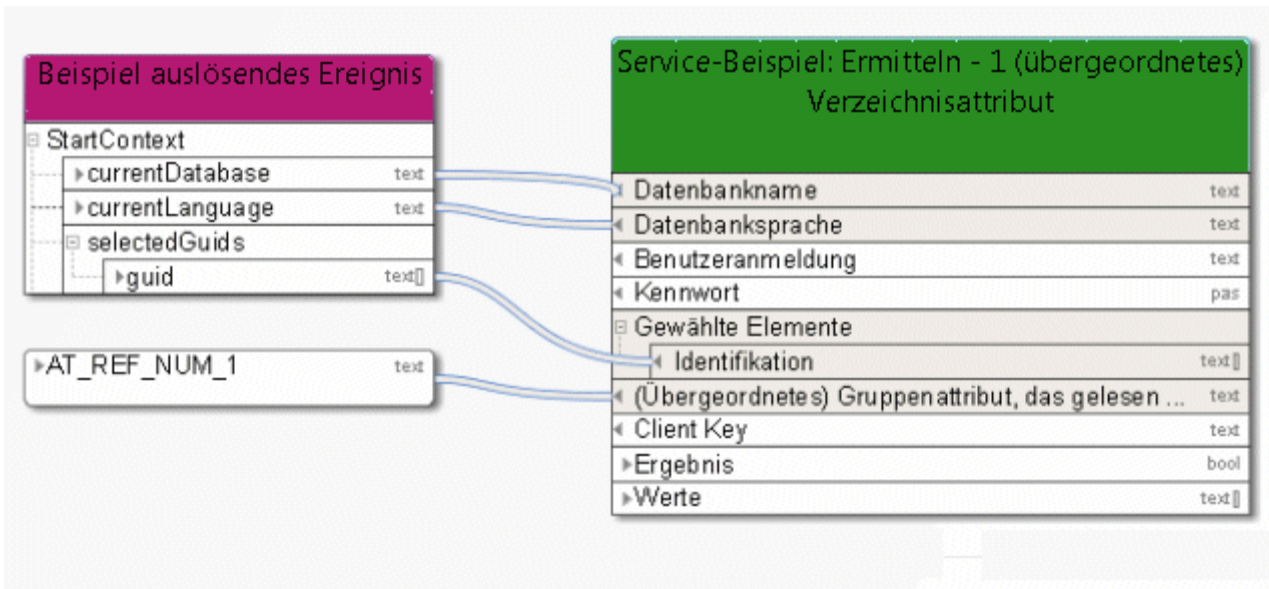 Beispiel auslösendes Ereignis
StartContext
currentDatabase text
currentLanguage text
selectedGuids
guid text[]
AT_REF_NUM_1 text
Service-Beispiel: Ermitteln - 1 (übergeordnetes)
Verzeichnisattribut
Datenbankname text
Datenbanksprache text
Benutzeranmeldung text
Kennwort pas
Gewählte Elemente
Identifikation text[]
(Übergeordnetes) Gruppenattribut, das gelesen ... text
Client Key text
Ergebnis bool
Werte text[]